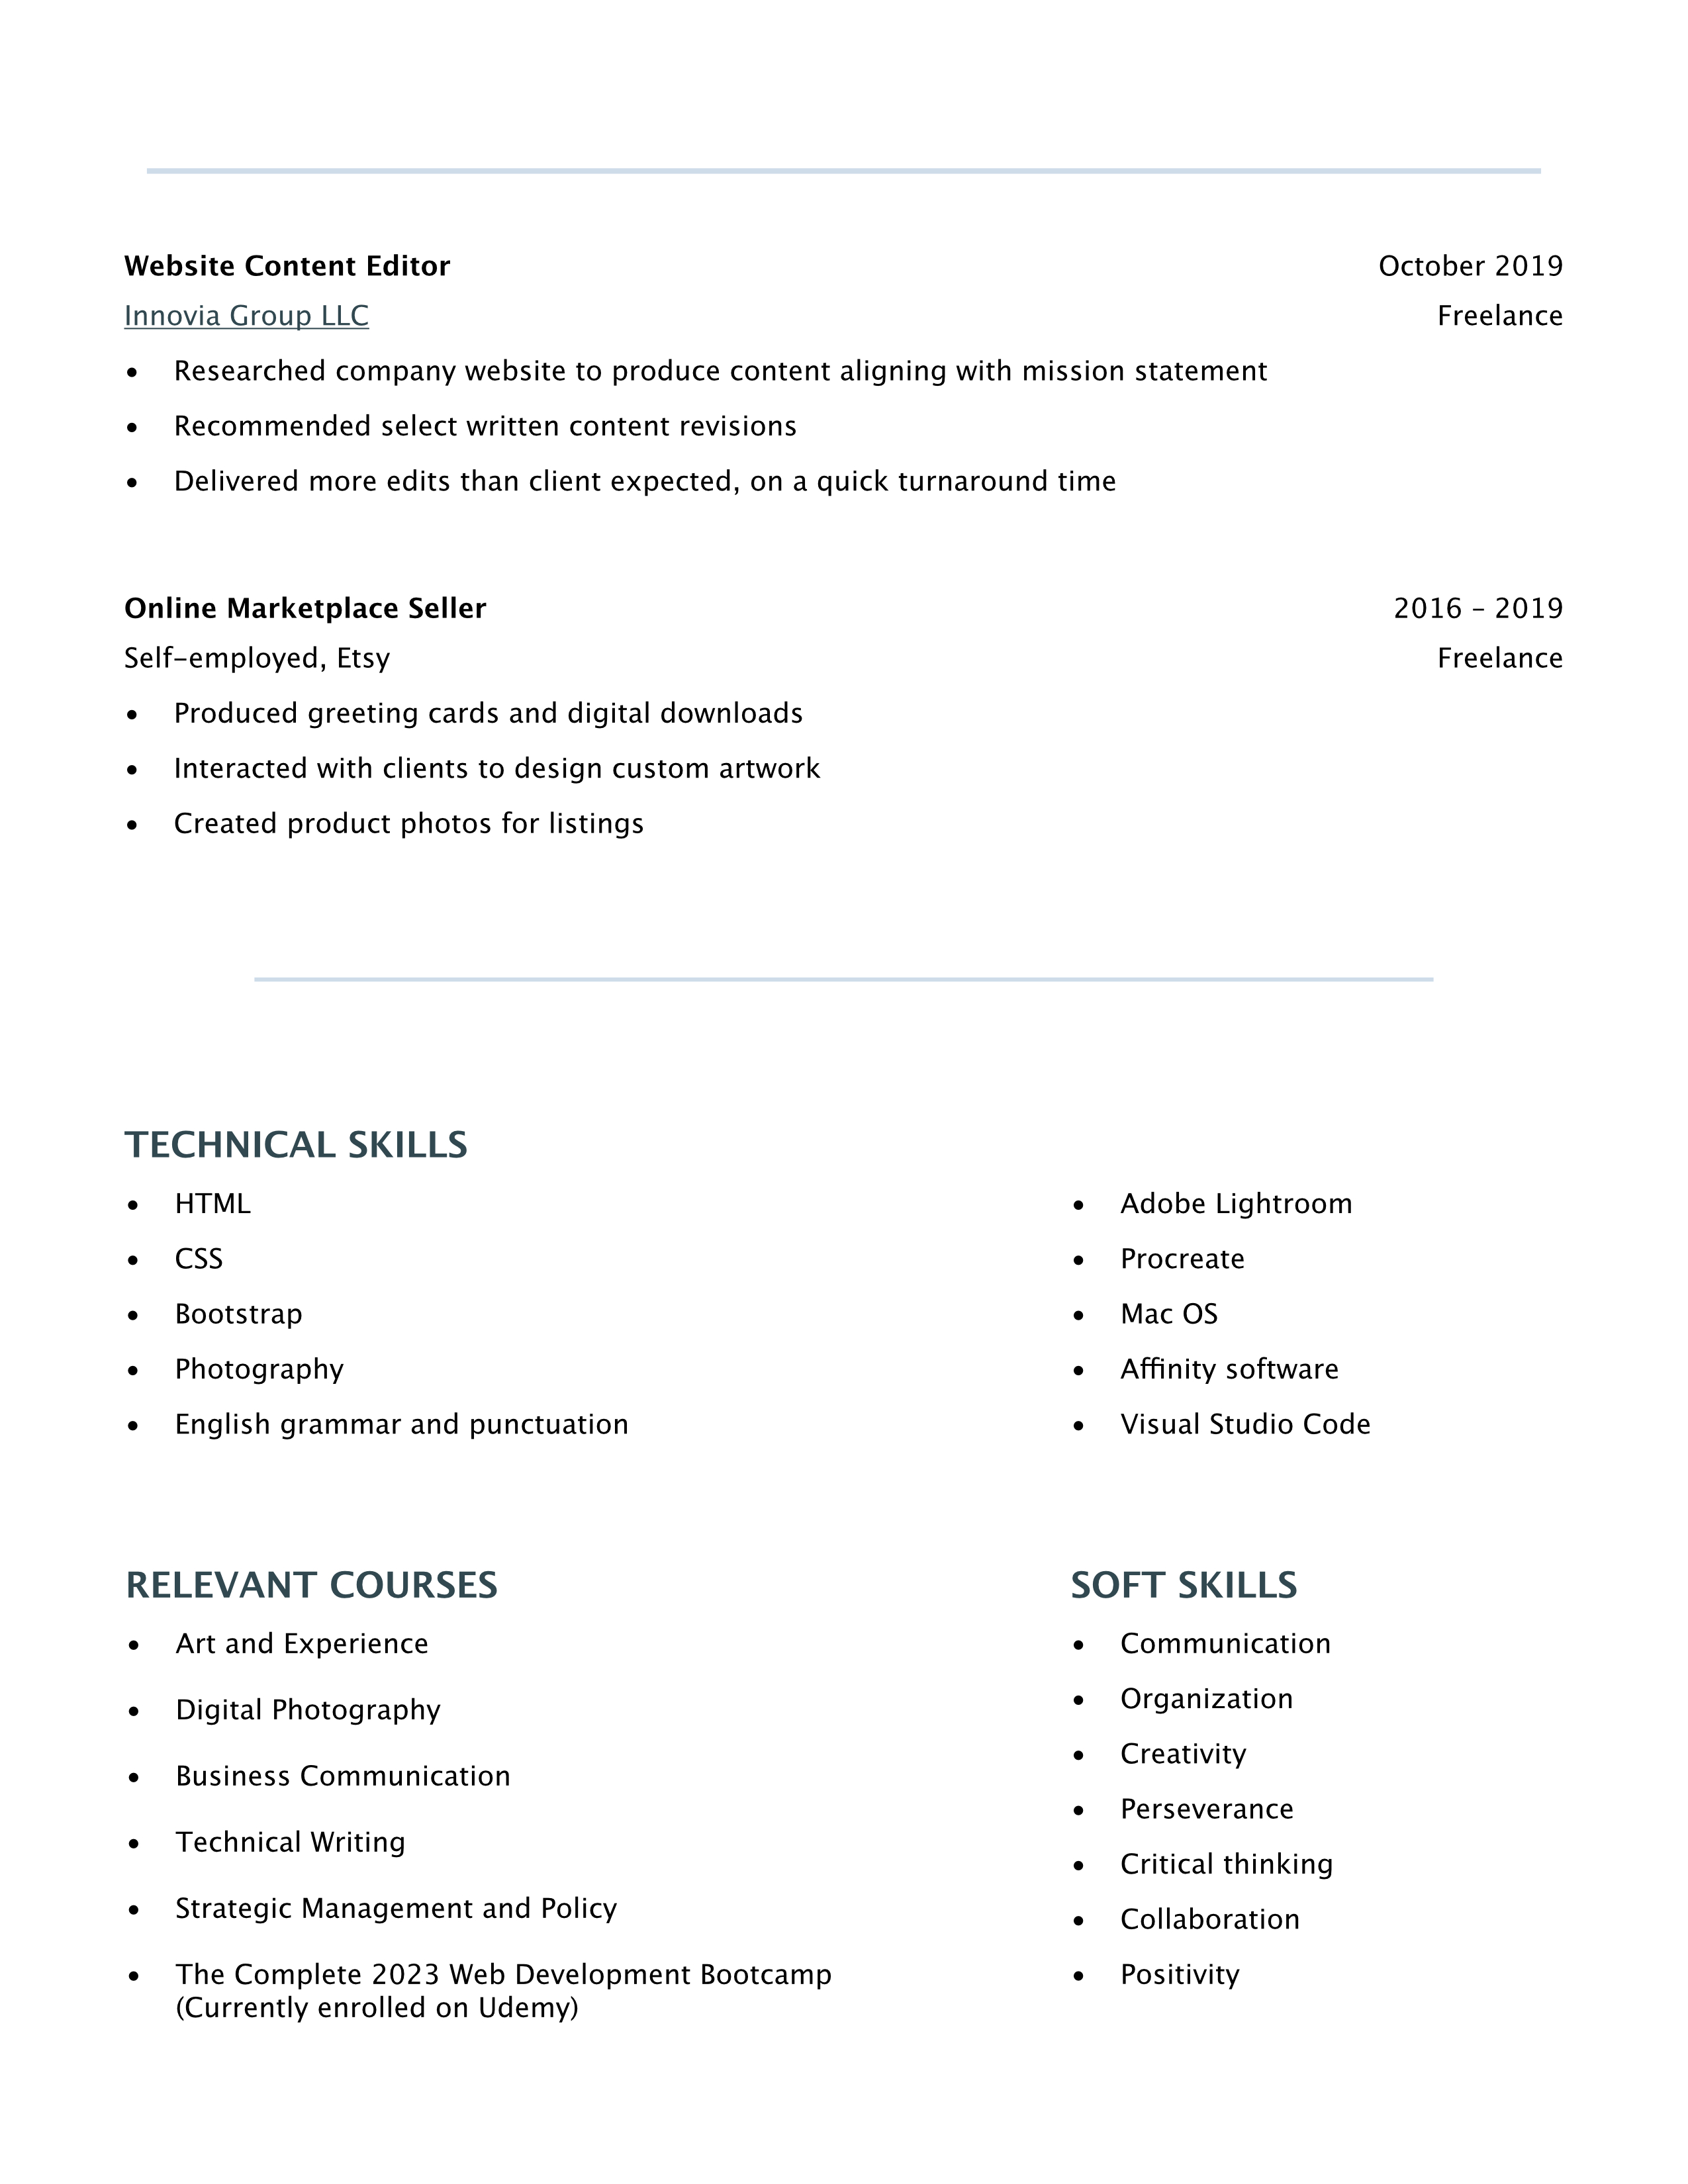 Website Content Editor October 2019
Innovia Group LLC Freelance
• Researched company website to produce content aligning with mission statement
• Recommended select written content revisions
• Delivered more edits than client expected, on a quick turnaround time
Online Marketplace Seller 2016 – 2019
Self-employed, Etsy Freelance
• Produced greeting cards and digital downloads
• Interacted with clients to design custom artwork
• Created product photos for listings
TECHNICAL SKILLS
• HTML
• CSS
• Bootstrap
• Photography
• English grammar and punctuation
• Adobe Lightroom
• Procreate
• Mac OS
• Affinity software
• Visual Studio Code
RELEVANT COURSES
• Art and Experience
• Digital Photography
• Business Communication
• Technical Writing
• Strategic Management and Policy
• The Complete 2023 Web Development Bootcamp
(Currently enrolled on Udemy)
SOFT SKILLS
• Communication
• Organization
• Creativity
• Perseverance
• Critical thinking
• Collaboration
• Positivity